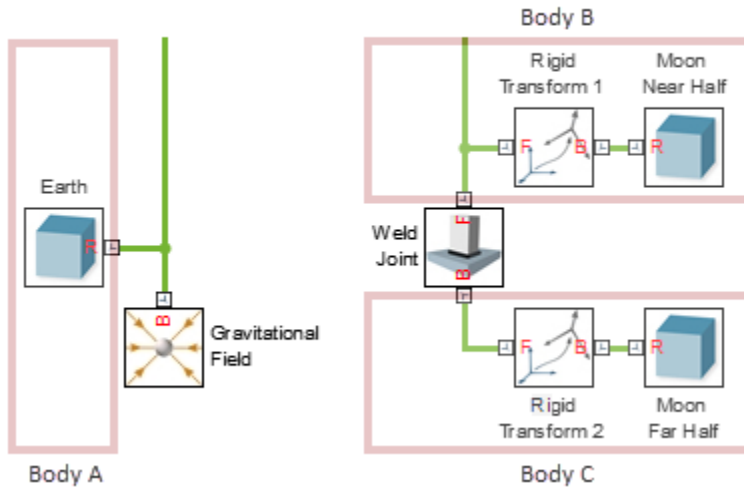 Body B
Rigid
Transform 1
Moon
Near Half
F
B
R
Earth
R
Weld
Joint
F
B
B
Gravitational
Field
F
B
R
Rigid
Transform 2
Moon
Far Half
Body A
Body C